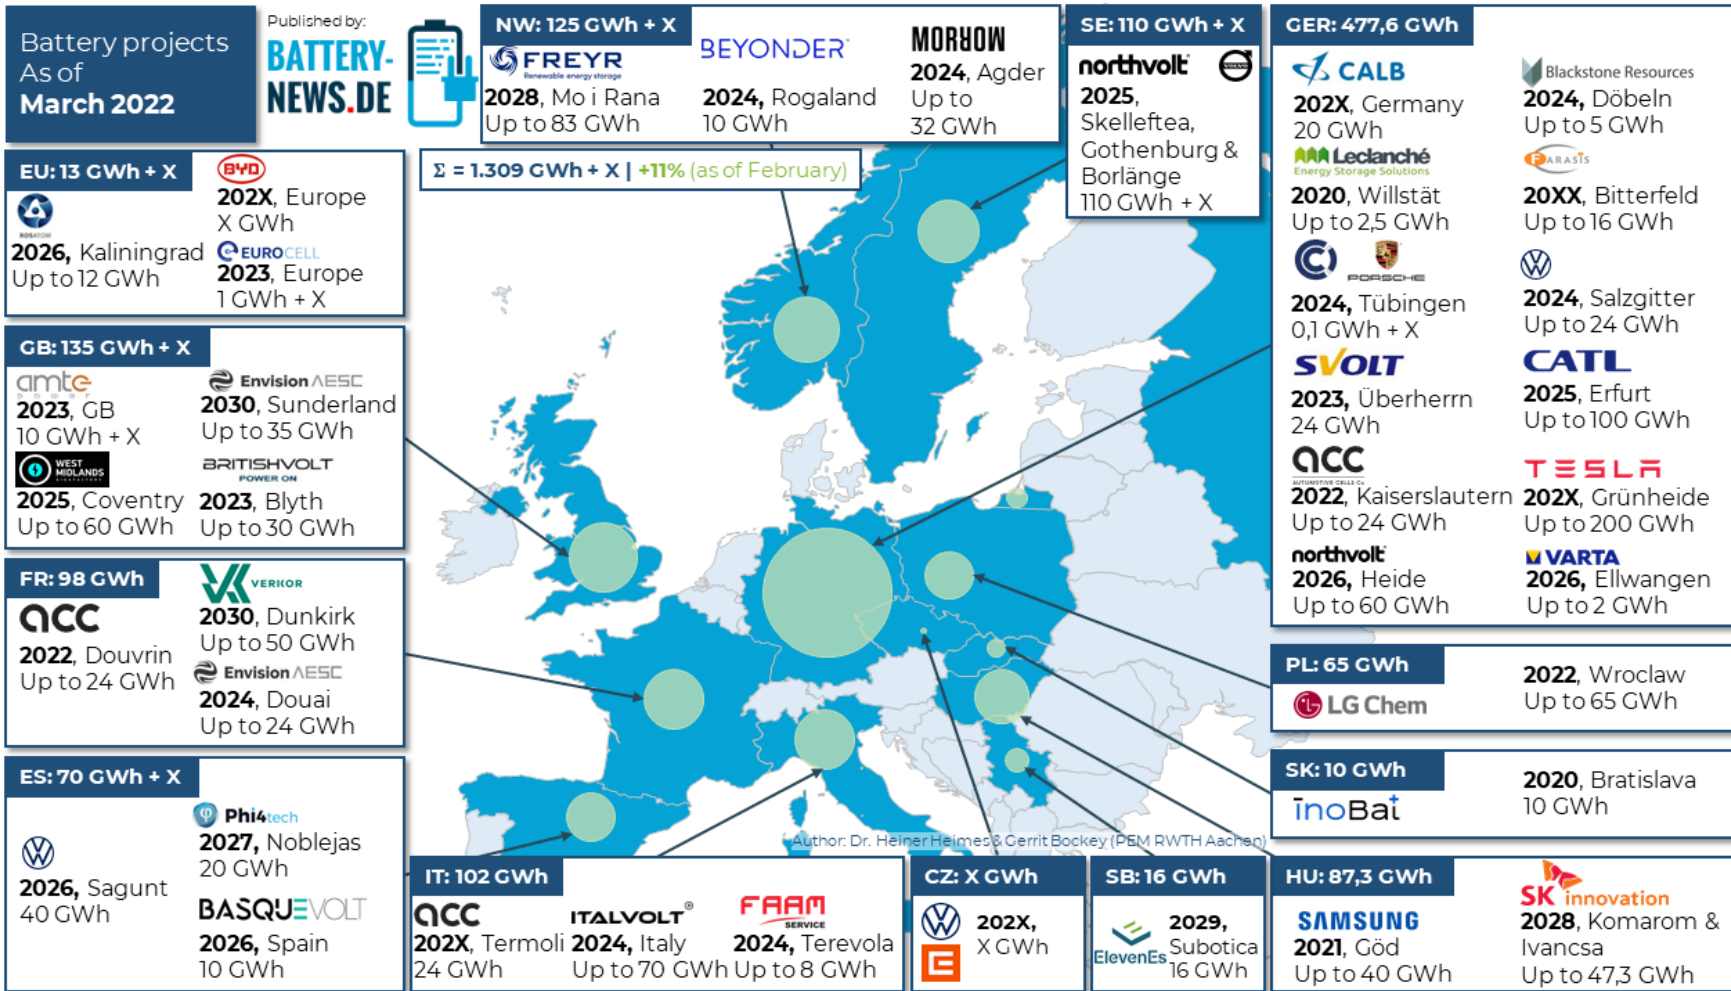 Battery projects
As of
March 2022
Published by:
BATTERY-
NEWS.DE
NW: 125 GWh + X
FREYR
Renewable energy storage
2028, Mo i Rana
Up to 83 GWh
BEYONDER
2024, Rogaland
10 GWh
MORROW
2024, Agder
Up to
32 GWh
SE: 110 GWh + X
northvolt
VOLVO
2025,
Skelleftea,
Gothenburg &
Borlänge
110 GWh + X
GER: 477,6 GWh
CALB
202X, Germany
20 GWh
Blackstone Resources
2024, Döbeln
Up to 5 GWh
Leclanché
Energy Storage Solutions
2020, Willstät
Up to 2,5 GWh
FARASIS
20XX, Bitterfeld
Up to 16 GWh
PORSCHE
2024, Tübingen
0,1 GWh + X
2024, Salzgitter
Up to 24 GWh
SVOLT
2023, Überherrn
24 GWh
CATL
2025, Erfurt
Up to 100 GWh
acc
AUTOMOTIVE CELLS Co
2022, Kaiserslautern
Up to 24 GWh
TESLA
202X, Grünheide
Up to 200 GWh
northvolt
2026, Heide
Up to 60 GWh
VARTA
2026, Ellwangen
Up to 2 GWh
Σ = 1.309 GWh + X | +11% (as of February)
EU: 13 GWh + X
ROSATOM
2026, Kaliningrad
Up to 12 GWh
BYD
202X, Europe
X GWh
EUROCELL
2023, Europe
1 GWh + X
GB: 135 GWh + X
amte
power
2023, GB
10 GWh + X
Envision AESC
2030, Sunderland
Up to 35 GWh
WEST
MIDLANDS
GIGAFACTORY
2025, Coventry
Up to 60 GWh
BRITISHVOLT
POWER ON
2023, Blyth
Up to 30 GWh
FR: 98 GWh
acc
2022, Douvrin
Up to 24 GWh
VERKOR
2030, Dunkirk
Up to 50 GWh
Envision AESC
2024, Douai
Up to 24 GWh
ES: 70 GWh + X
2026, Sagunt
40 GWh
Phi4tech
2027, Noblejas
20 GWh
BASQUEVOLT
2026, Spain
10 GWh
PL: 65 GWh
LG Chem
2022, Wroclaw
Up to 65 GWh
SK: 10 GWh
inoBat
2020, Bratislava
10 GWh
Author: Dr. Heiner Heimes & Gerrit Bockey (PEM RWTH Aachen)
IT: 102 GWh
acc
202X, Termoli
24 GWh
ITALVOLT®
2024, Italy
Up to 70 GWh
FAAM
SERVICE
2024, Terevola
Up to 8 GWh
CZ: X GWh
202X,
X GWh
SB: 16 GWh
ElevenEs
2029,
Subotica
16 GWh
HU: 87,3 GWh
SAMSUNG
2021, Göd
Up to 40 GWh
SK innovation
2028, Komarom &
Ivancsa
Up to 47,3 GWh